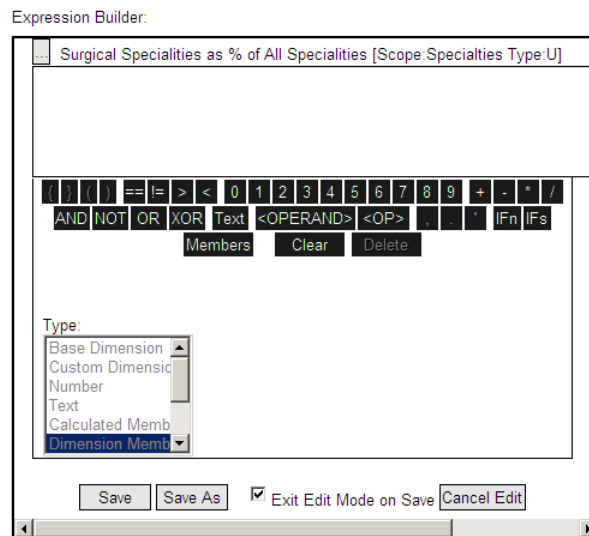 Expression Builder:
... Surgical Specialities as % of All Specialities [Scope:Specialties Type:U]
{ } ( ) == != > < 0 1 2 3 4 5 6 7 8 9 + - * /
AND NOT OR XOR Text <OPERAND> <OP> , . ' IFn IFs
Members Clear Delete
Type:
Base Dimension
Custom Dimensic
Number
Text
Calculated Memb
Dimension Memb
Save Save As Exit Edit Mode on Save Cancel Edit